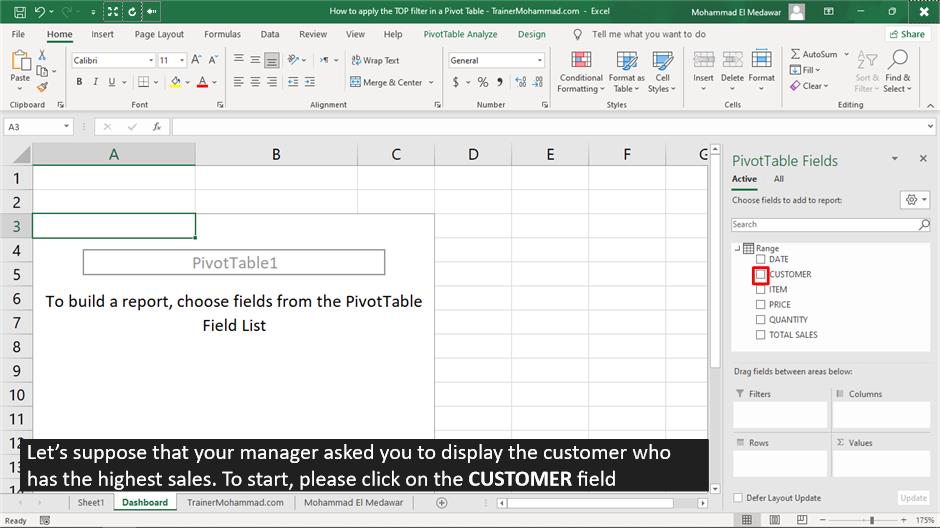 How to apply the TOP filter in a Pivot Table - TrainerMohammad.com - Excel
Mohammad El Medawar
File Home Insert Page Layout Formulas Data Review View Help PivotTable Analyze Design Tell me what you want to do Share
Paste
Clipboard
Calibri 11
B I U A
Font
ab Wrap Text
Merge & Center
Alignment
General
$ % ,
Number
Conditional Formatting
Format as Table
Cell Styles
Styles
Insert Delete Format
Cells
AutoSum
Fill
Clear
Sort & Filter
Find & Select
Editing
A3 fx
A B C D E F G
1
2
3
4
5
6
7
8
9
10
11
12
13
14
PivotTable1
To build a report, choose fields from the PivotTable
Field List
PivotTable Fields
Active All
Choose fields to add to report:
Search
Range
DATE
CUSTOMER
ITEM
PRICE
QUANTITY
TOTAL SALES
Drag fields between areas below:
Filters Columns
Rows Σ Values
Defer Layout Update Update
Let's suppose that your manager asked you to display the customer who
has the highest sales. To start, please click on the CUSTOMER field
Sheet1 Dashboard TrainerMohammad.com Mohammad El Medawar
Ready 175%